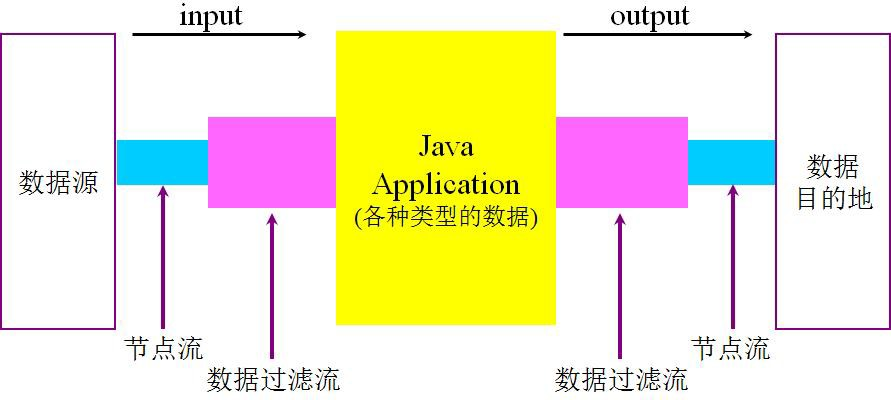 input
output
数据源
Java
Application
(各种类型的数据)
数据
目的地
节点流
数据过滤流
数据过滤流
节点流